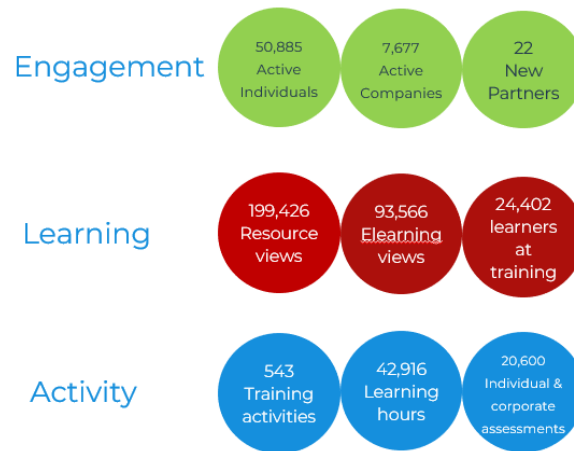 Engagement
50,885
Active
Individuals
7,677
Active
Companies
22
New
Partners
Learning
199,426
Resource
views
93,566
Elearning
views
24,402
learners
at
training
Activity
543
Training
activities
42,916
Learning
hours
20,600
Individual &
corporate
assessments